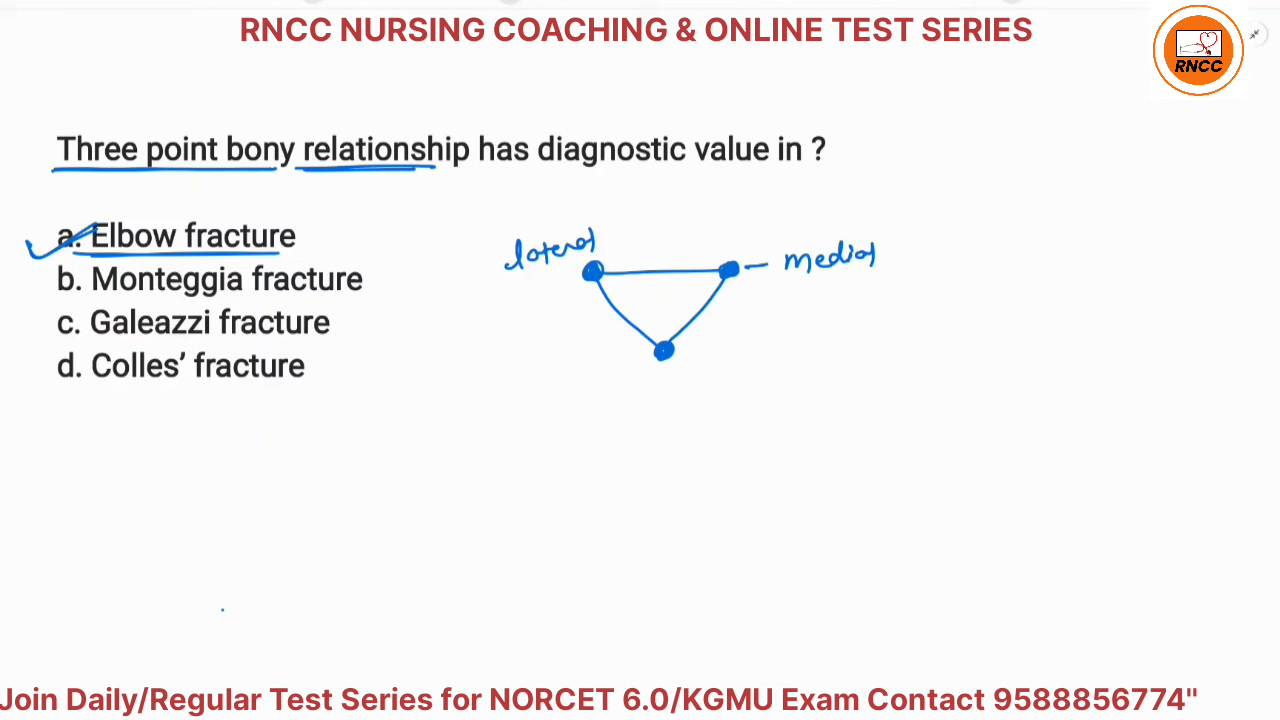 RNCC NURSING COACHING & ONLINE TEST SERIES
RNCC
Three point bony relationship has diagnostic value in ?
a. Elbow fracture
b. Monteggia fracture
c. Galeazzi fracture
d. Colles’ fracture
lateral
medial
Join Daily/Regular Test Series for NORCET 6.0/KGMU Exam Contact 9588856774"